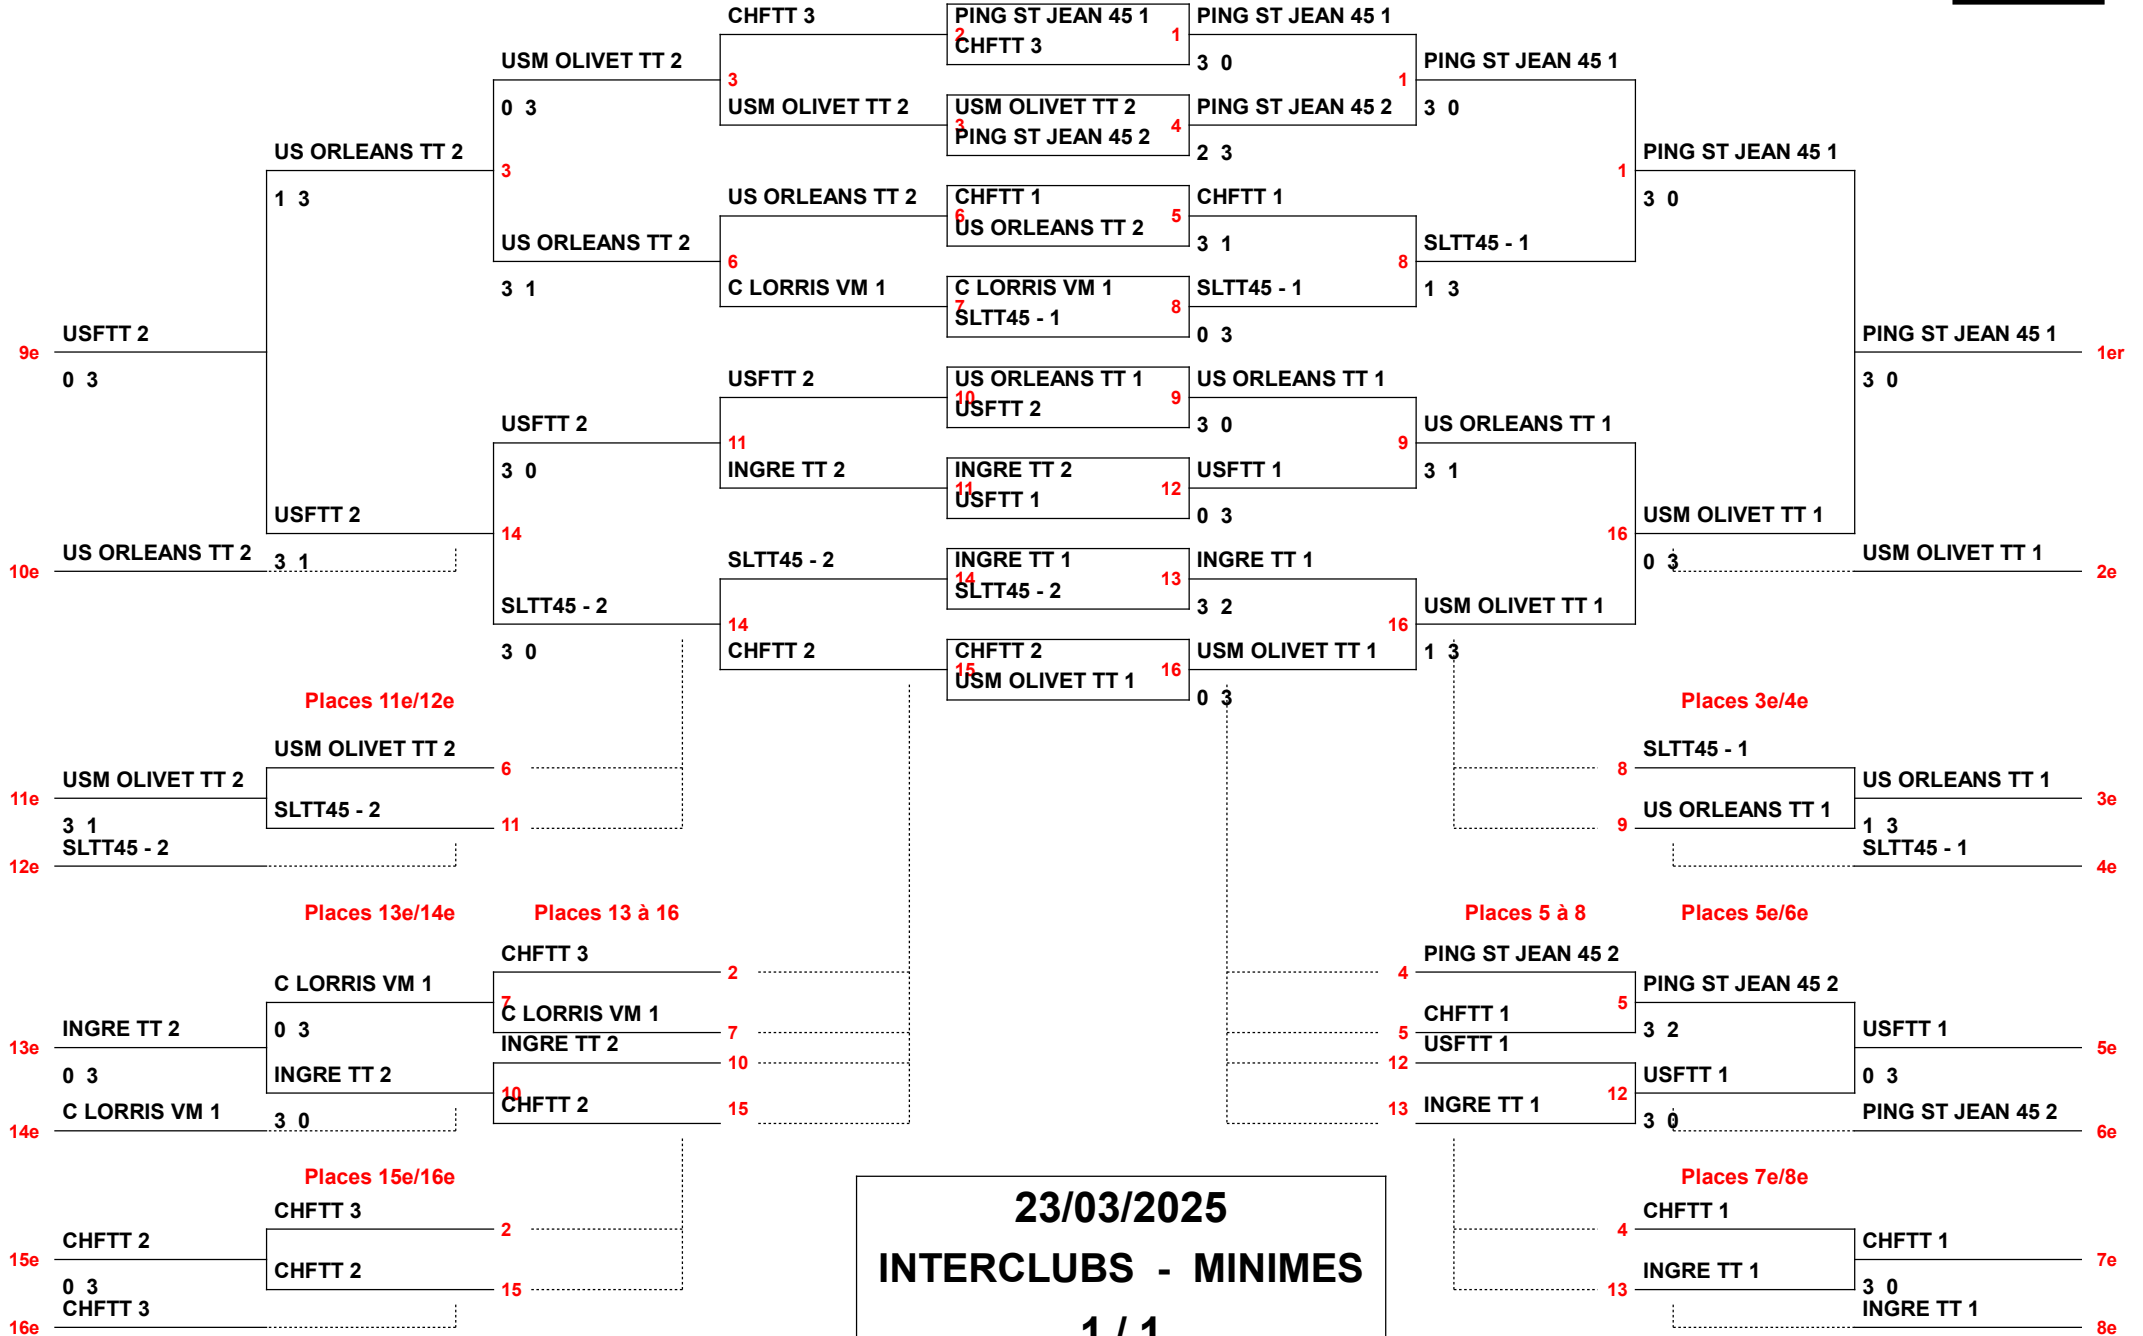 CHFTT 3
PING ST JEAN 45 1
PING ST JEAN 45 1
2
1
CHFTT 3
USM OLIVET TT 2
3 0
PING ST JEAN 45 1
3
1
0 3
USM OLIVET TT 2
USM OLIVET TT 2
PING ST JEAN 45 2
3 0
3
4
PING ST JEAN 45 2
US ORLEANS TT 2
2 3
PING ST JEAN 45 1
3
1
1 3
US ORLEANS TT 2
CHFTT 1
CHFTT 1
3 0
6
5
US ORLEANS TT 2
US ORLEANS TT 2
3 1
SLTT45 - 1
6
8
3 1
C LORRIS VM 1
C LORRIS VM 1
SLTT45 - 1
1 3
7
8
SLTT45 - 1
USFTT 2
0 3
PING ST JEAN 45 1
9e
1er
0 3
USFTT 2
US ORLEANS TT 1
US ORLEANS TT 1
3 0
10
9
USFTT 2
USFTT 2
3 0
US ORLEANS TT 1
11
9
3 0
INGRE TT 2
INGRE TT 2
USFTT 1
3 1
11
12
USFTT 1
USFTT 2
0 3
USM OLIVET TT 1
14
16
US ORLEANS TT 2
3 1
SLTT45 - 2
INGRE TT 1
INGRE TT 1
0 3
USM OLIVET TT 1
10e
14
13
2e
SLTT45 - 2
SLTT45 - 2
3 2
USM OLIVET TT 1
14
16
3 0
CHFTT 2
CHFTT 2
USM OLIVET TT 1
1 3
15
16
USM OLIVET TT 1
0 3
Places 11e/12e
Places 3e/4e
USM OLIVET TT 2
SLTT45 - 1
6
8
USM OLIVET TT 2
US ORLEANS TT 1
11e
3e
SLTT45 - 2
US ORLEANS TT 1
11
9
3 1
1 3
SLTT45 - 2
SLTT45 - 1
12e
4e
Places 13e/14e
Places 13 à 16
Places 5 à 8
Places 5e/6e
CHFTT 3
PING ST JEAN 45 2
2
4
C LORRIS VM 1
PING ST JEAN 45 2
7
5
C LORRIS VM 1
CHFTT 1
INGRE TT 2
0 3
7
5
3 2
USFTT 1
13e
INGRE TT 2
USFTT 1
5e
10
12
0 3
INGRE TT 2
USFTT 1
0 3
10
12
C LORRIS VM 1
CHFTT 2
15
13
INGRE TT 1
PING ST JEAN 45 2
14e
3 0
3 0
6e
Places 15e/16e
Places 7e/8e
23/03/2025
CHFTT 3
CHFTT 1
2
4
CHFTT 2
CHFTT 1
15e
7e
INTERCLUBS - MINIMES
CHFTT 2
INGRE TT 1
0 3
15
13
3 0
CHFTT 3
INGRE TT 1
16e
8e
1 / 1